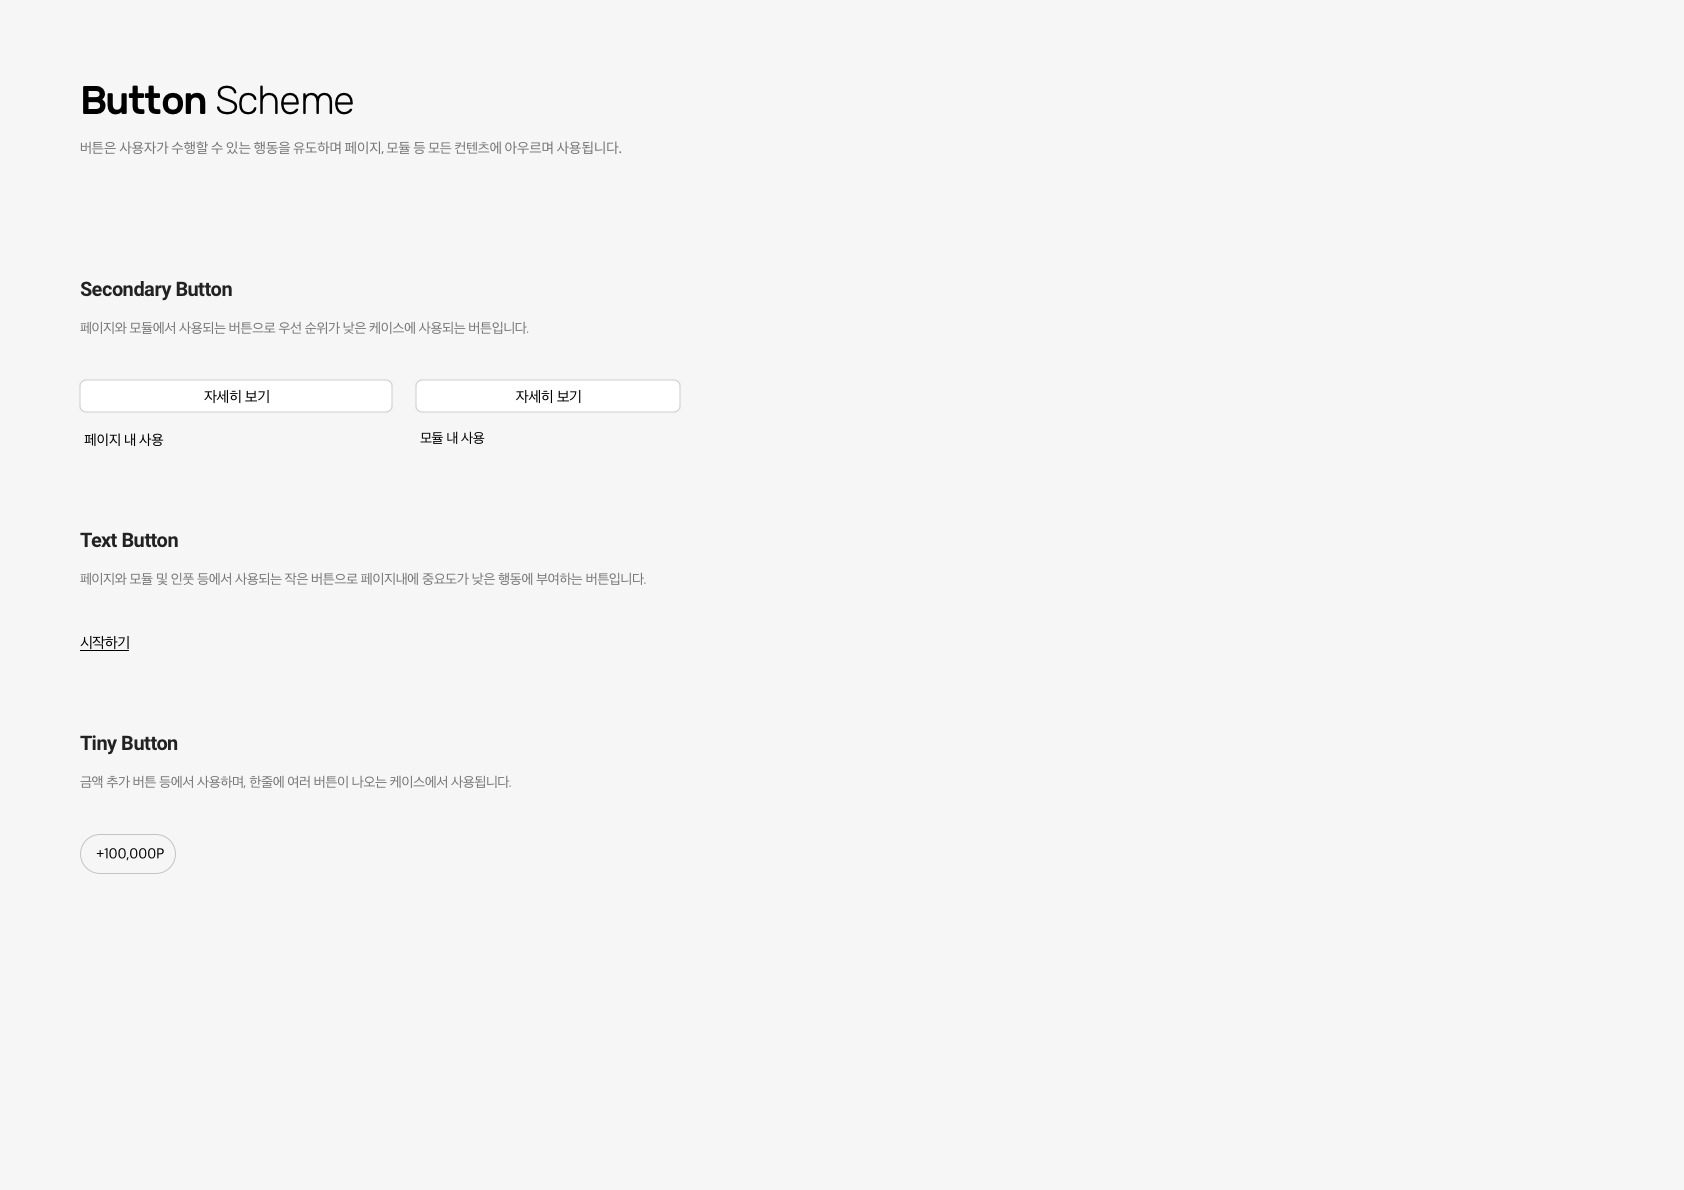 Button Scheme
버튼은 사용자가 수행할 수 있는 행동을 유도하며 페이지, 모듈 등 모든 컨텐츠에 아우르며 사용됩니다.
Secondary Button
페이지와 모듈에서 사용되는 버튼으로 우선 순위가 낮은 케이스에 사용되는 버튼입니다.
자세히 보기
자세히 보기
페이지 내 사용
모듈 내 사용
Text Button
페이지와 모듈 및 인풋 등에서 사용되는 작은 버튼으로 페이지내에 중요도가 낮은 행동에 부여하는 버튼입니다.
시작하기
Tiny Button
금액 추가 버튼 등에서 사용하며, 한줄에 여러 버튼이 나오는 케이스에서 사용됩니다.
+100,000P